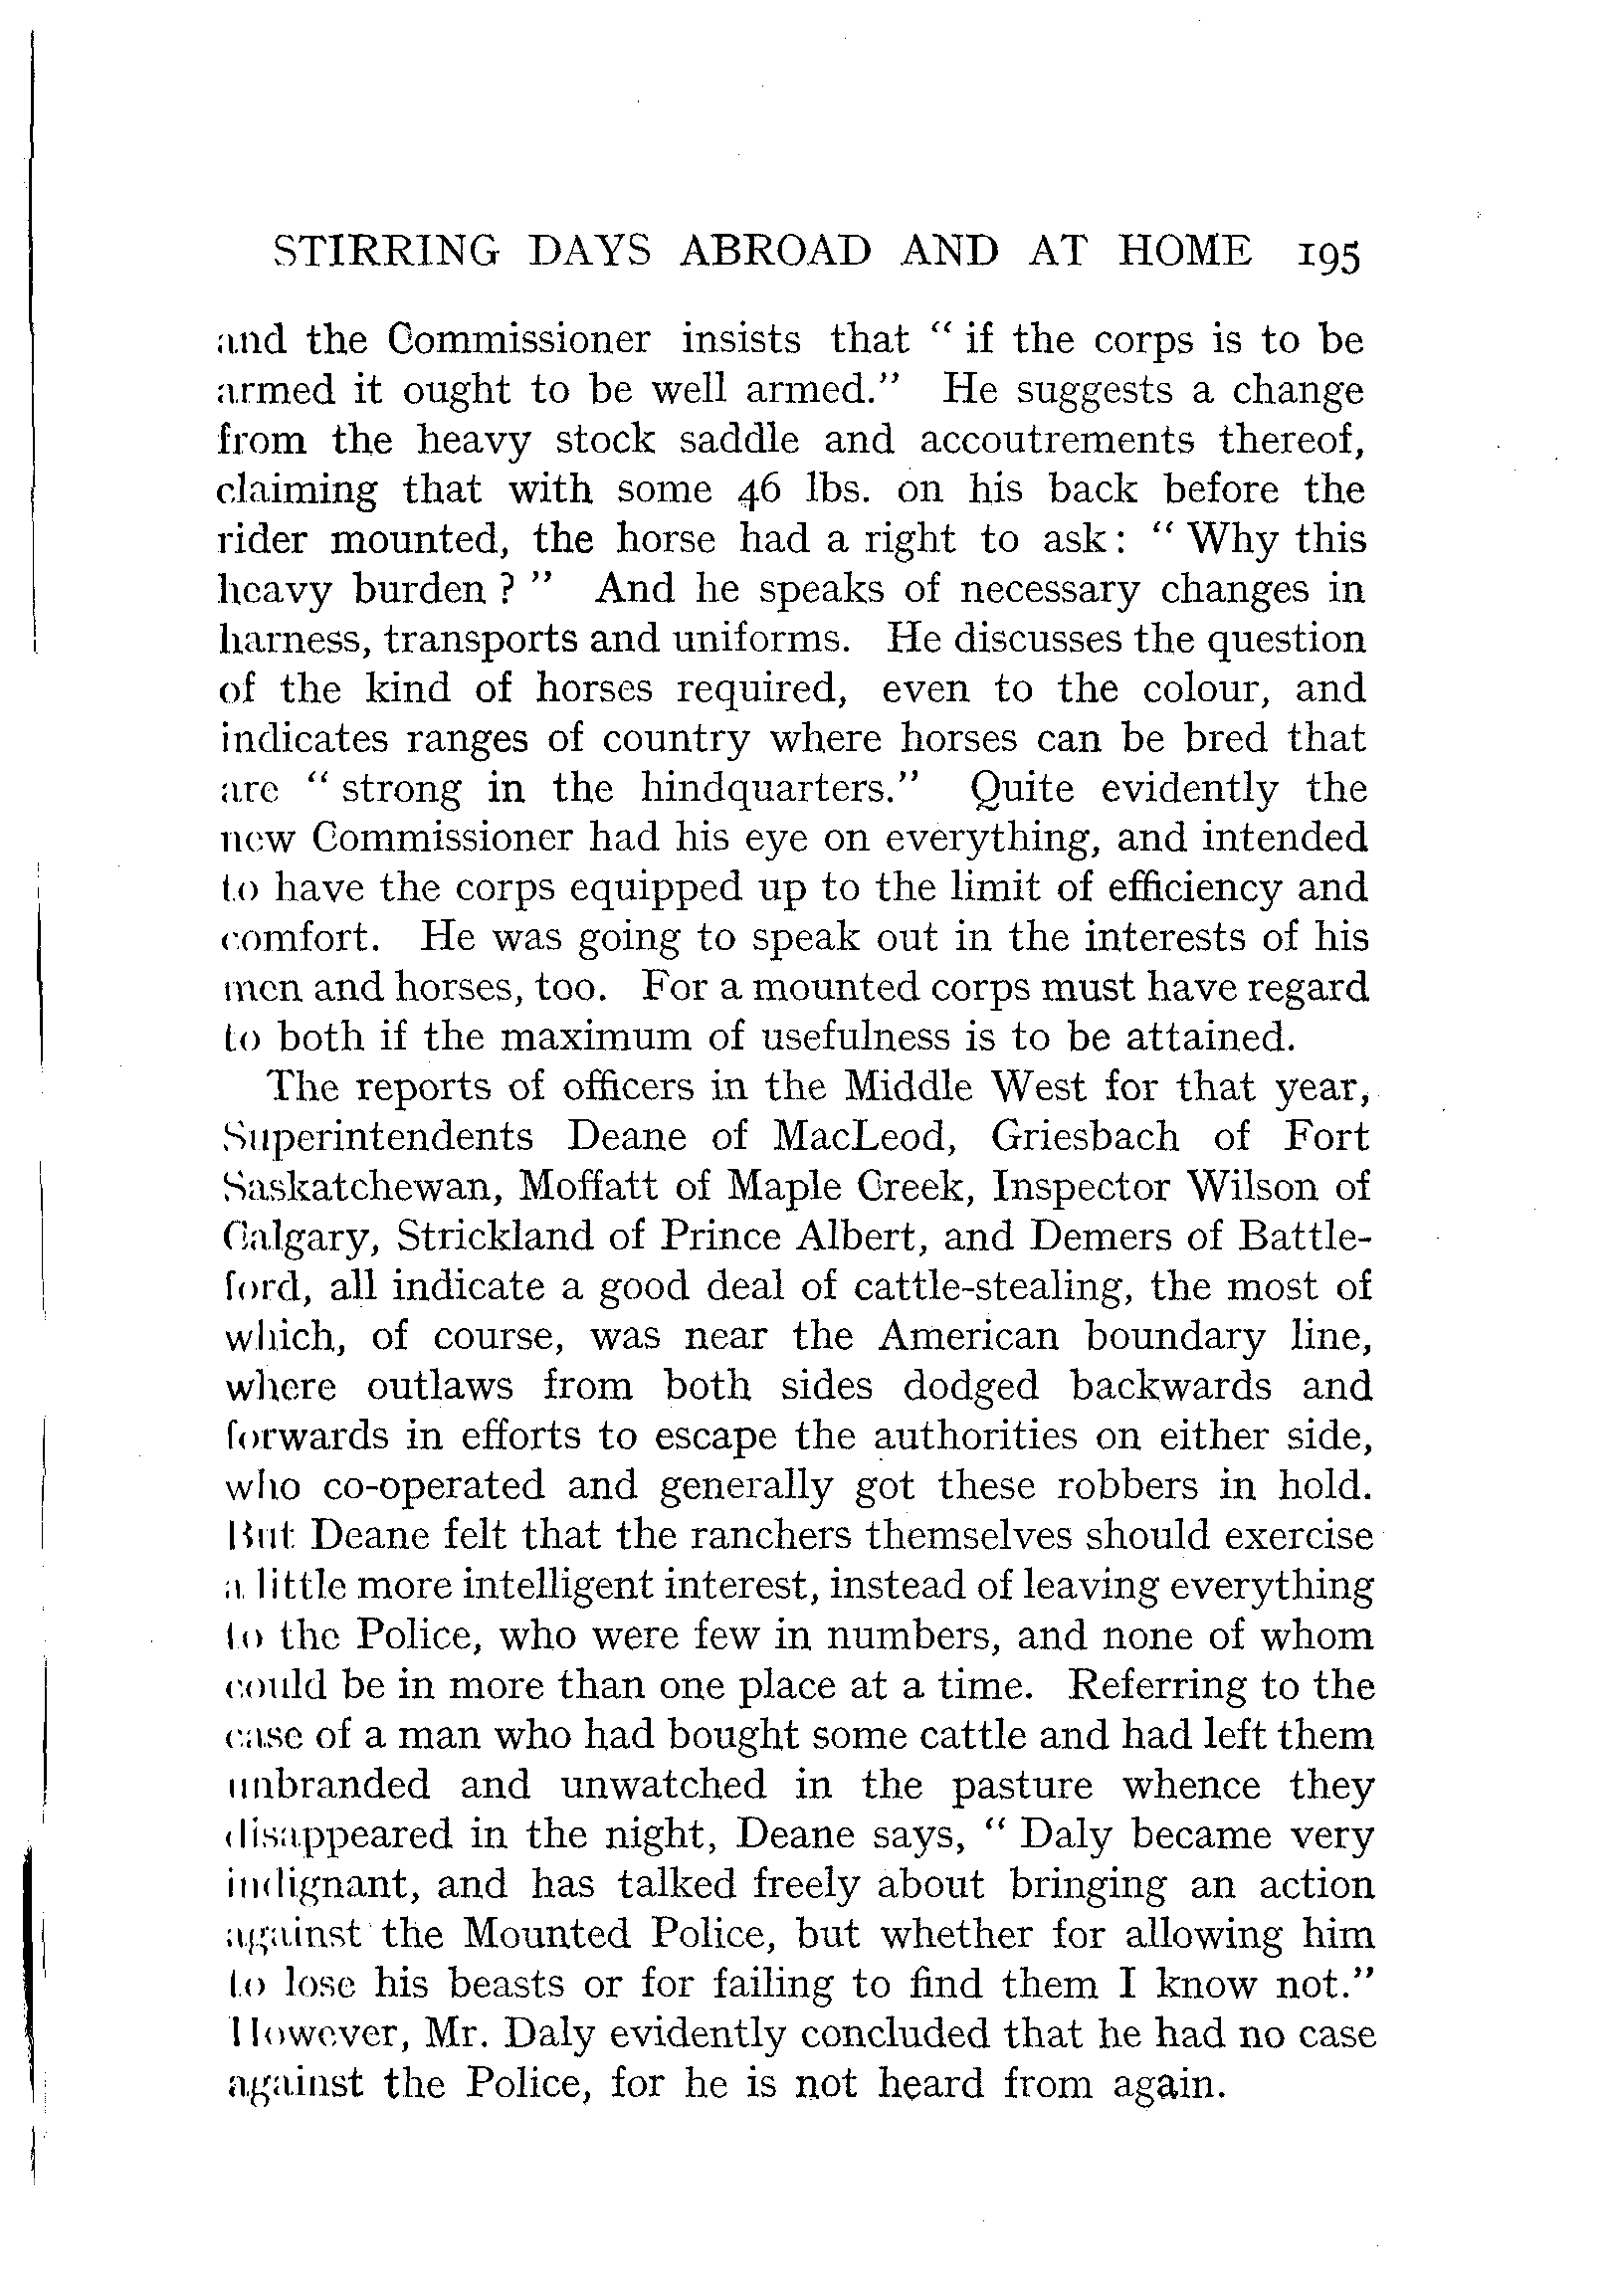 STIRRING DAYS ABROAD AND AT HOME 195
and the Commissioner insists that “ if the corps is to be
armed it ought to be well armed.” He suggests a change
from the heavy stock saddle and accoutrements thereof,
claiming that with some 46 lbs. on his back before the
rider mounted, the horse had a right to ask: “ Why this
heavy burden ? ” And he speaks of necessary changes in
harness, transports and uniforms. He discusses the question
of the kind of horses required, even to the colour, and
indicates ranges of country where horses can be bred that
are “ strong in the hindquarters.” Quite evidently the
new Commissioner had his eye on everything, and intended
to have the corps equipped up to the limit of efficiency and
comfort. He was going to speak out in the interests of his
men and horses, too. For a mounted corps must have regard
to both if the maximum of usefulness is to be attained.
The reports of officers in the Middle West for that year,
Superintendents Deane of MacLeod, Griesbach of Fort
Saskatchewan, Moffatt of Maple Creek, Inspector Wilson of
Calgary, Strickland of Prince Albert, and Demers of Battle-
ford, all indicate a good deal of cattle-stealing, the most of
which, of course, was near the American boundary line,
where outlaws from both sides dodged backwards and
forwards in efforts to escape the authorities on either side,
who co-operated and generally got these robbers in hold.
But Deane felt that the ranchers themselves should exercise
a little more intelligent interest, instead of leaving everything
to the Police, who were few in numbers, and none of whom
could be in more than one place at a time. Referring to the
case of a man who had bought some cattle and had left them
unbranded and unwatched in the pasture whence they
disappeared in the night, Deane says, “ Daly became very
indignant, and has talked freely about bringing an action
against the Mounted Police, but whether for allowing him
to lose his beasts or for failing to find them I know not.”
However, Mr. Daly evidently concluded that he had no case
against the Police, for he is not heard from again.